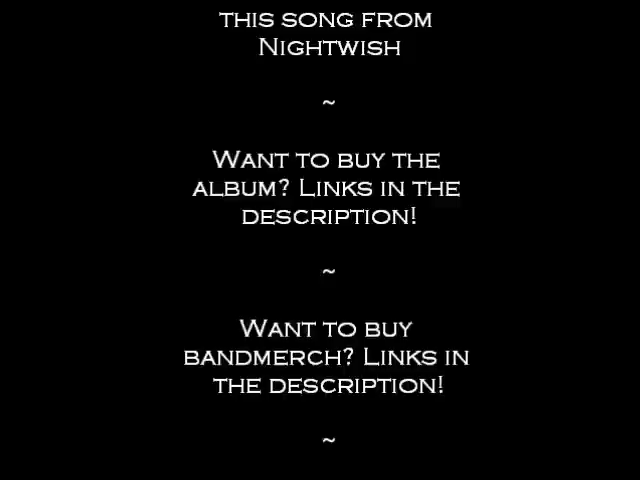 this song from
Nightwish
~
Want to buy the
album? Links in the
description!
~
Want to buy
bandmerch? Links in
the description!
~